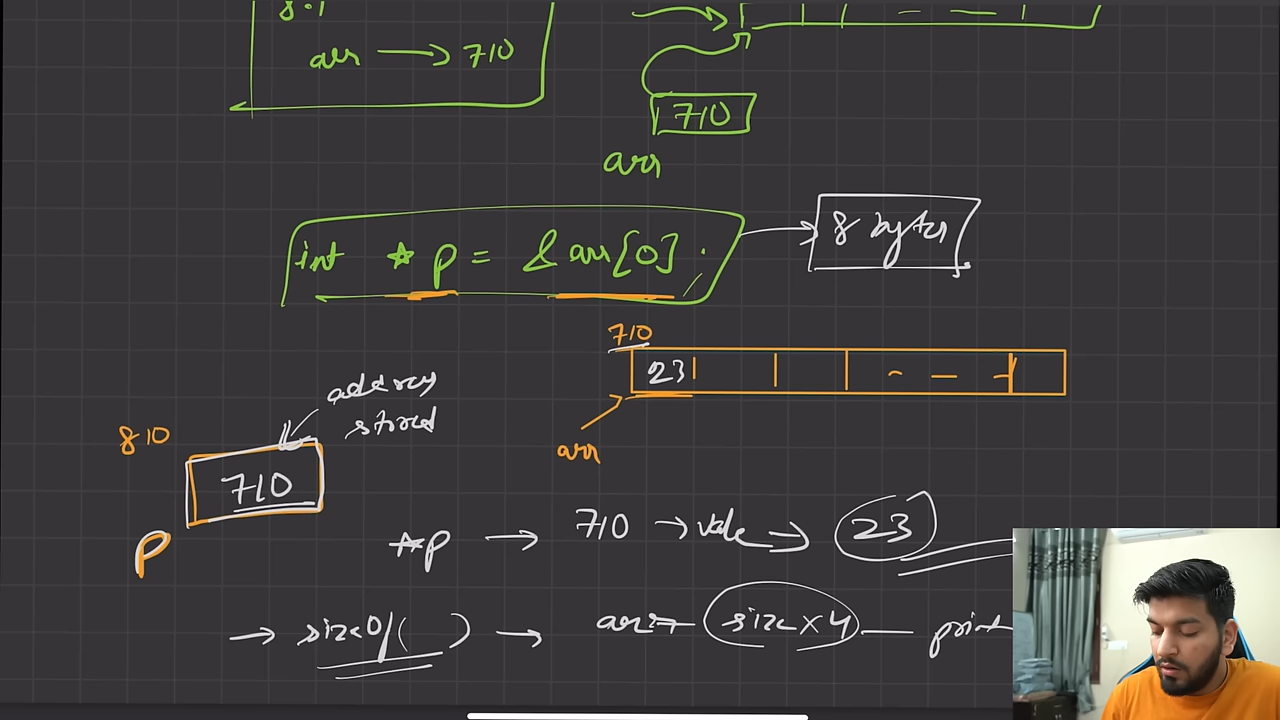 arr → 710
710
arr
int * p = & arr[0] ;
8 bytes
710
23
address
stored
arr
810
710
p
*p → 710 → value → 23
→ sizeof( ) → arr → size x 4 — print